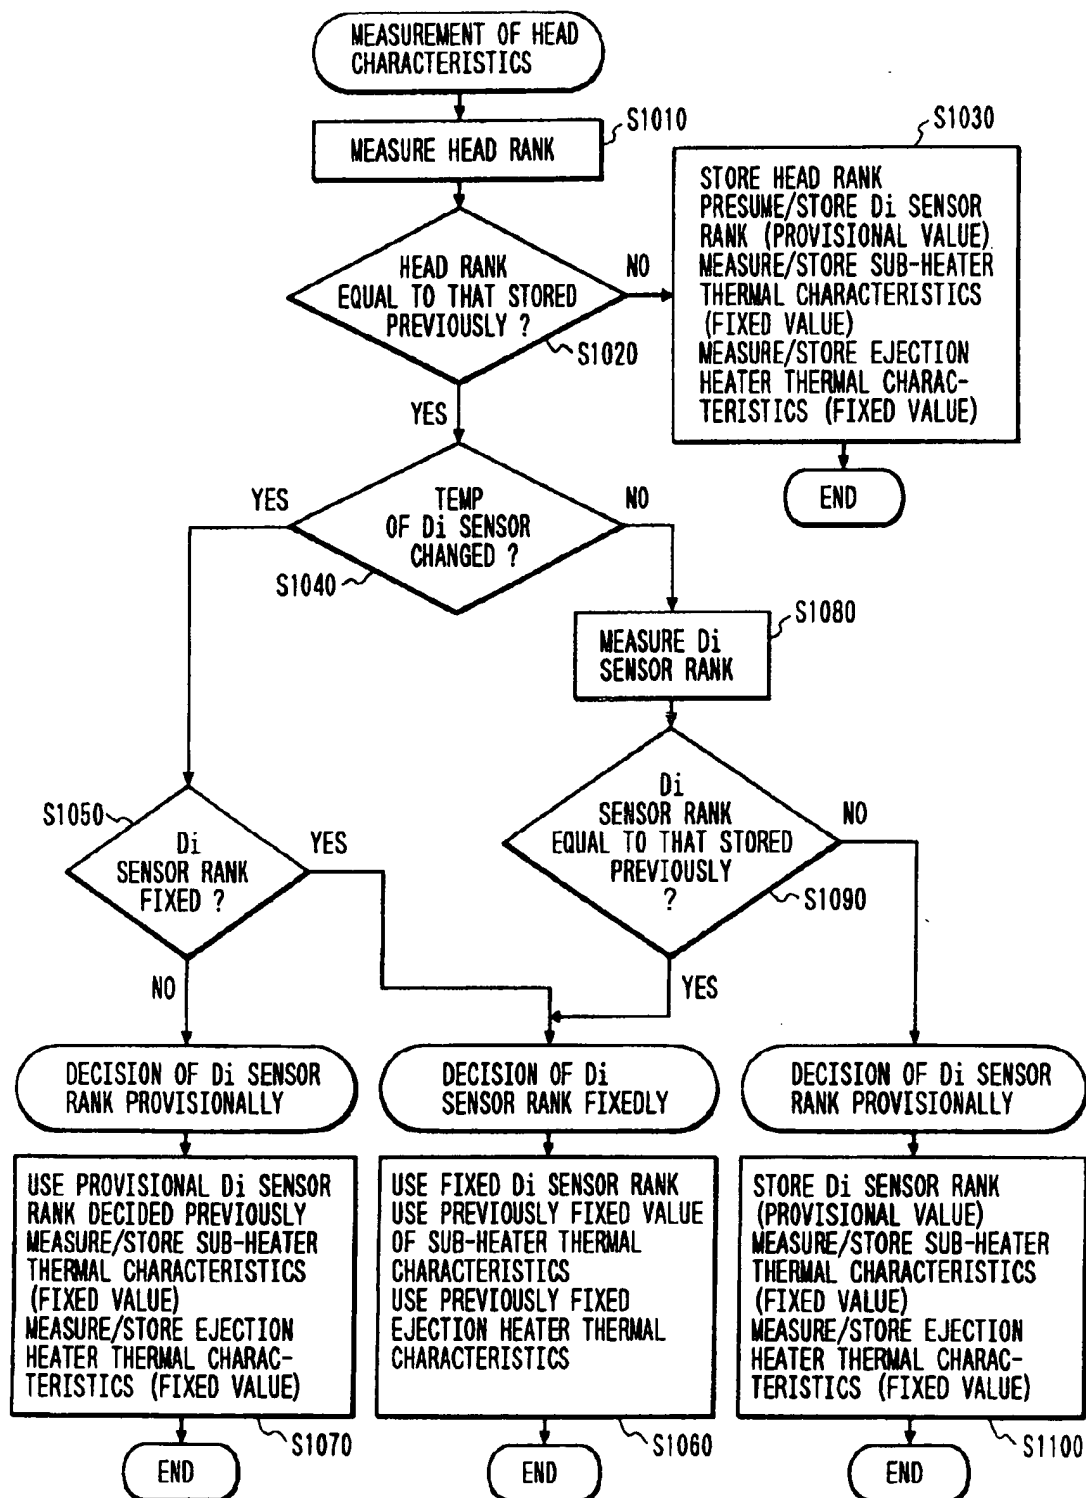 MEASUREMENT OF HEAD
CHARACTERISTICS
S1010
MEASURE HEAD RANK
S1030
STORE HEAD RANK
PRESUME/STORE Di SENSOR
RANK (PROVISIONAL VALUE)
MEASURE/STORE SUB-HEATER
THERMAL CHARACTERISTICS
(FIXED VALUE)
MEASURE/STORE EJECTION
HEATER THERMAL CHARAC-
TERISTICS (FIXED VALUE)
HEAD RANK
EQUAL TO THAT STORED
PREVIOUSLY ?
NO
S1020
YES
END
TEMP
OF Di SENSOR
CHANGED ?
YES
NO
S1040
S1080
MEASURE Di
SENSOR RANK
S1050
Di
SENSOR RANK
FIXED ?
YES
NO
Di
SENSOR RANK
EQUAL TO THAT STORED
PREVIOUSLY
?
NO
S1090
YES
DECISION OF Di SENSOR
RANK PROVISIONALLY
DECISION OF Di
SENSOR RANK FIXEDLY
DECISION OF Di SENSOR
RANK PROVISIONALLY
USE PROVISIONAL Di SENSOR
RANK DECIDED PREVIOUSLY
MEASURE/STORE SUB-HEATER
THERMAL CHARACTERISTICS
(FIXED VALUE)
MEASURE/STORE EJECTION
HEATER THERMAL CHARAC-
TERISTICS (FIXED VALUE)
S1070
END
USE FIXED Di SENSOR RANK
USE PREVIOUSLY FIXED VALUE
OF SUB-HEATER THERMAL
CHARACTERISTICS
USE PREVIOUSLY FIXED
EJECTION HEATER THERMAL
CHARACTERISTICS
S1060
END
STORE Di SENSOR RANK
(PROVISIONAL VALUE)
MEASURE/STORE SUB-HEATER
THERMAL CHARACTERISTICS
(FIXED VALUE)
MEASURE/STORE EJECTION
HEATER THERMAL CHARAC-
TERISTICS (FIXED VALUE)
S1100
END